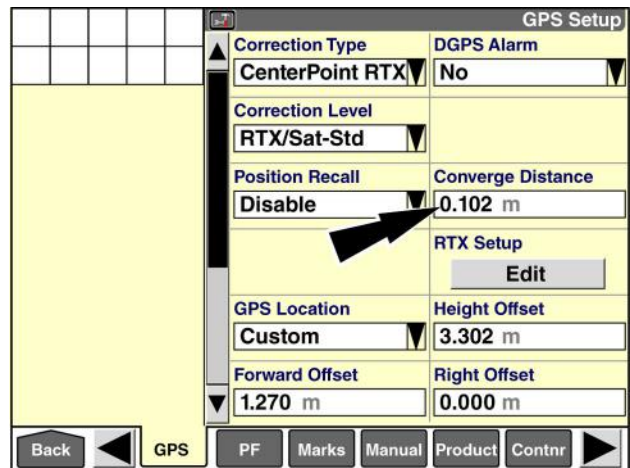 GPS Setup
Correction Type
DGPS Alarm
CenterPoint RTX
No
Correction Level
RTX/Sat-Std
Position Recall
Converge Distance
Disable
0.102 m
RTX Setup
Edit
GPS Location
Height Offset
Custom
3.302 m
Forward Offset
Right Offset
1.270 m
0.000 m
Back
GPS
PF
Marks
Manual
Product
Contnr